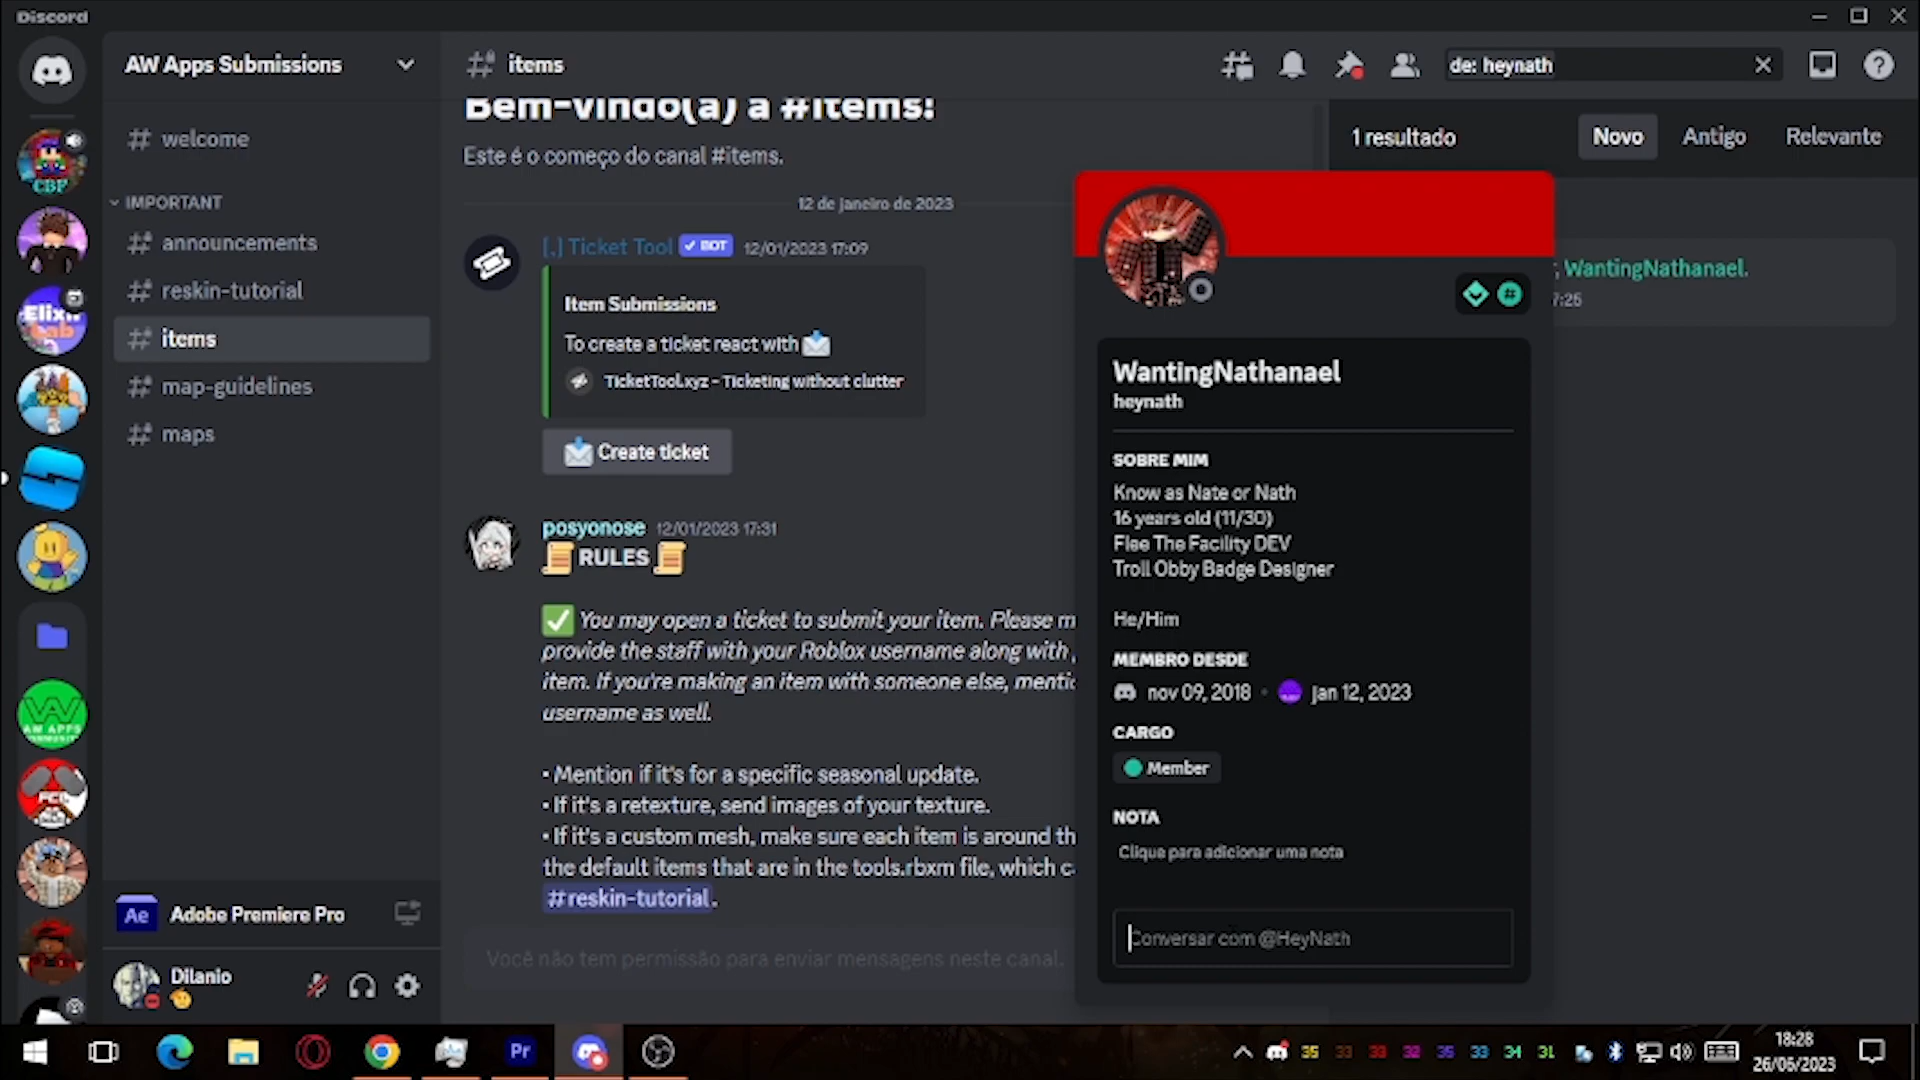 Discord
AW Apps Submissions
welcome
IMPORTANT
announcements
reskin-tutorial
items
map-guidelines
maps
Adobe Premiere Pro
Dilanio
items
de: heynath
Bem-vindo(a) a #items!
Este é o começo do canal #items.
12 de janeiro de 2023
[.] Ticket Tool ✓ BOT 12/01/2023 17:09
Item Submissions
To create a ticket react with 📩
TicketTool.xyz - Ticketing without clutter
📩 Create ticket
posyonose 12/01/2023 17:31
📜 RULES 📜
✅ You may open a ticket to submit your item. Please m
provide the staff with your Roblox username along with
item. If you're making an item with someone else, mentic
username as well.
• Mention if it's for a specific seasonal update.
• If it's a retexture, send images of your texture.
• If it's a custom mesh, make sure each item is around th
the default items that are in the tools.rbxm file, which c
#reskin-tutorial.
Você não tem permissão para enviar mensagens neste canal.
1 resultado
Novo
Antigo
Relevante
, WantingNathanael.
7:25
WantingNathanael
heynath
SOBRE MIM
Know as Nate or Nath
16 years old (11/30)
Flee The Facility DEV
Troll Obby Badge Designer
He/Him
MEMBRO DESDE
nov 09, 2018 • jan 12, 2023
CARGO
Member
NOTA
Clique para adicionar uma nota
Conversar com @HeyNath
CBF
Elixir
Lab
AW APPS
Ae
Pr
35 33 33 32 35 33 34 31
18:28
26/06/2023